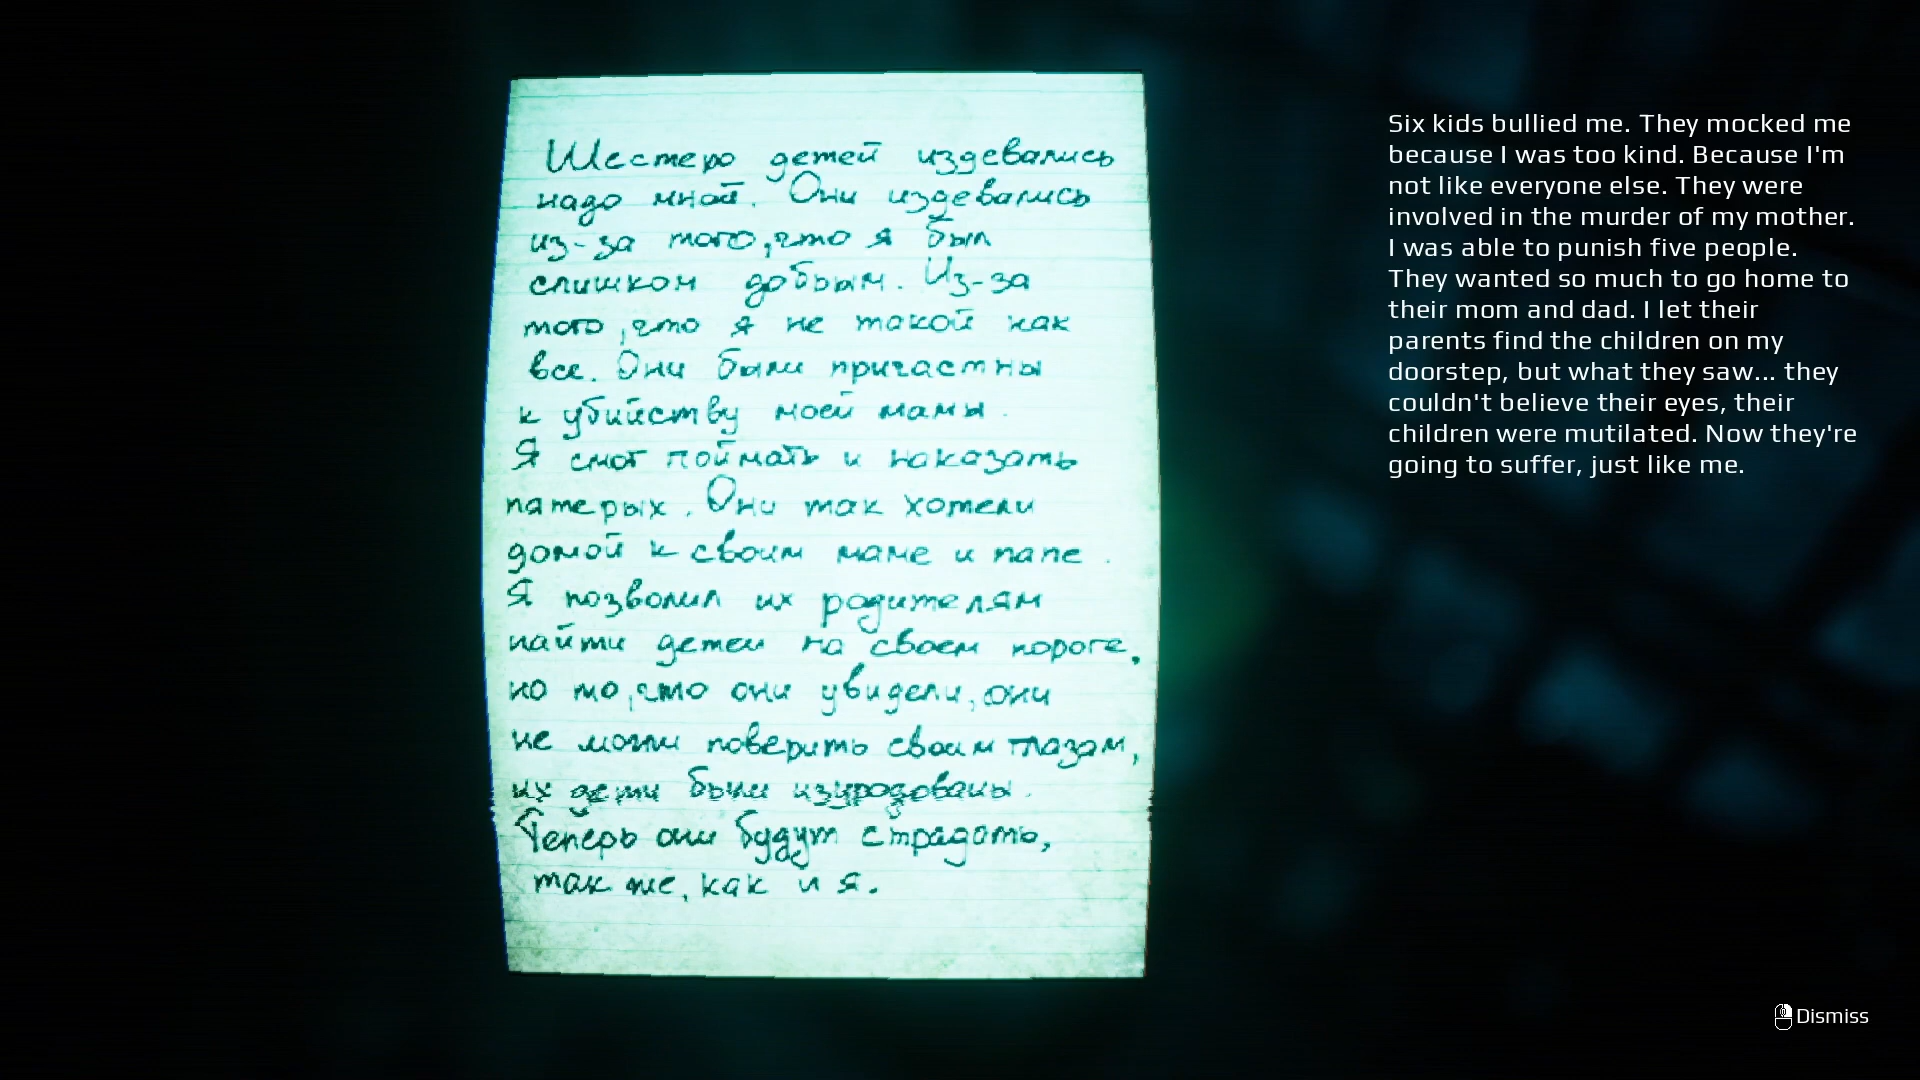 Шестеро детей издевались
надо мной. Они издевались
из-за того, что я был
слишком добрым. Из-за
того, что я не такой как
все. Они были причастны
к убийству моей мамы.
Я смог поймать и наказать
пятерых. Они так хотели
домой к своим маме и папе.
Я позволил их родителям
найти детей на своем пороге,
но то, что они увидели, они
не могли поверить своим глазам,
их дети были изуродованы.
Теперь они будут страдать,
так же, как и я.
Six kids bullied me. They mocked me
because I was too kind. Because I'm
not like everyone else. They were
involved in the murder of my mother.
I was able to punish five people.
They wanted so much to go home to
their mom and dad. I let their
parents find the children on my
doorstep, but what they saw... they
couldn't believe their eyes, their
children were mutilated. Now they're
going to suffer, just like me.
Dismiss